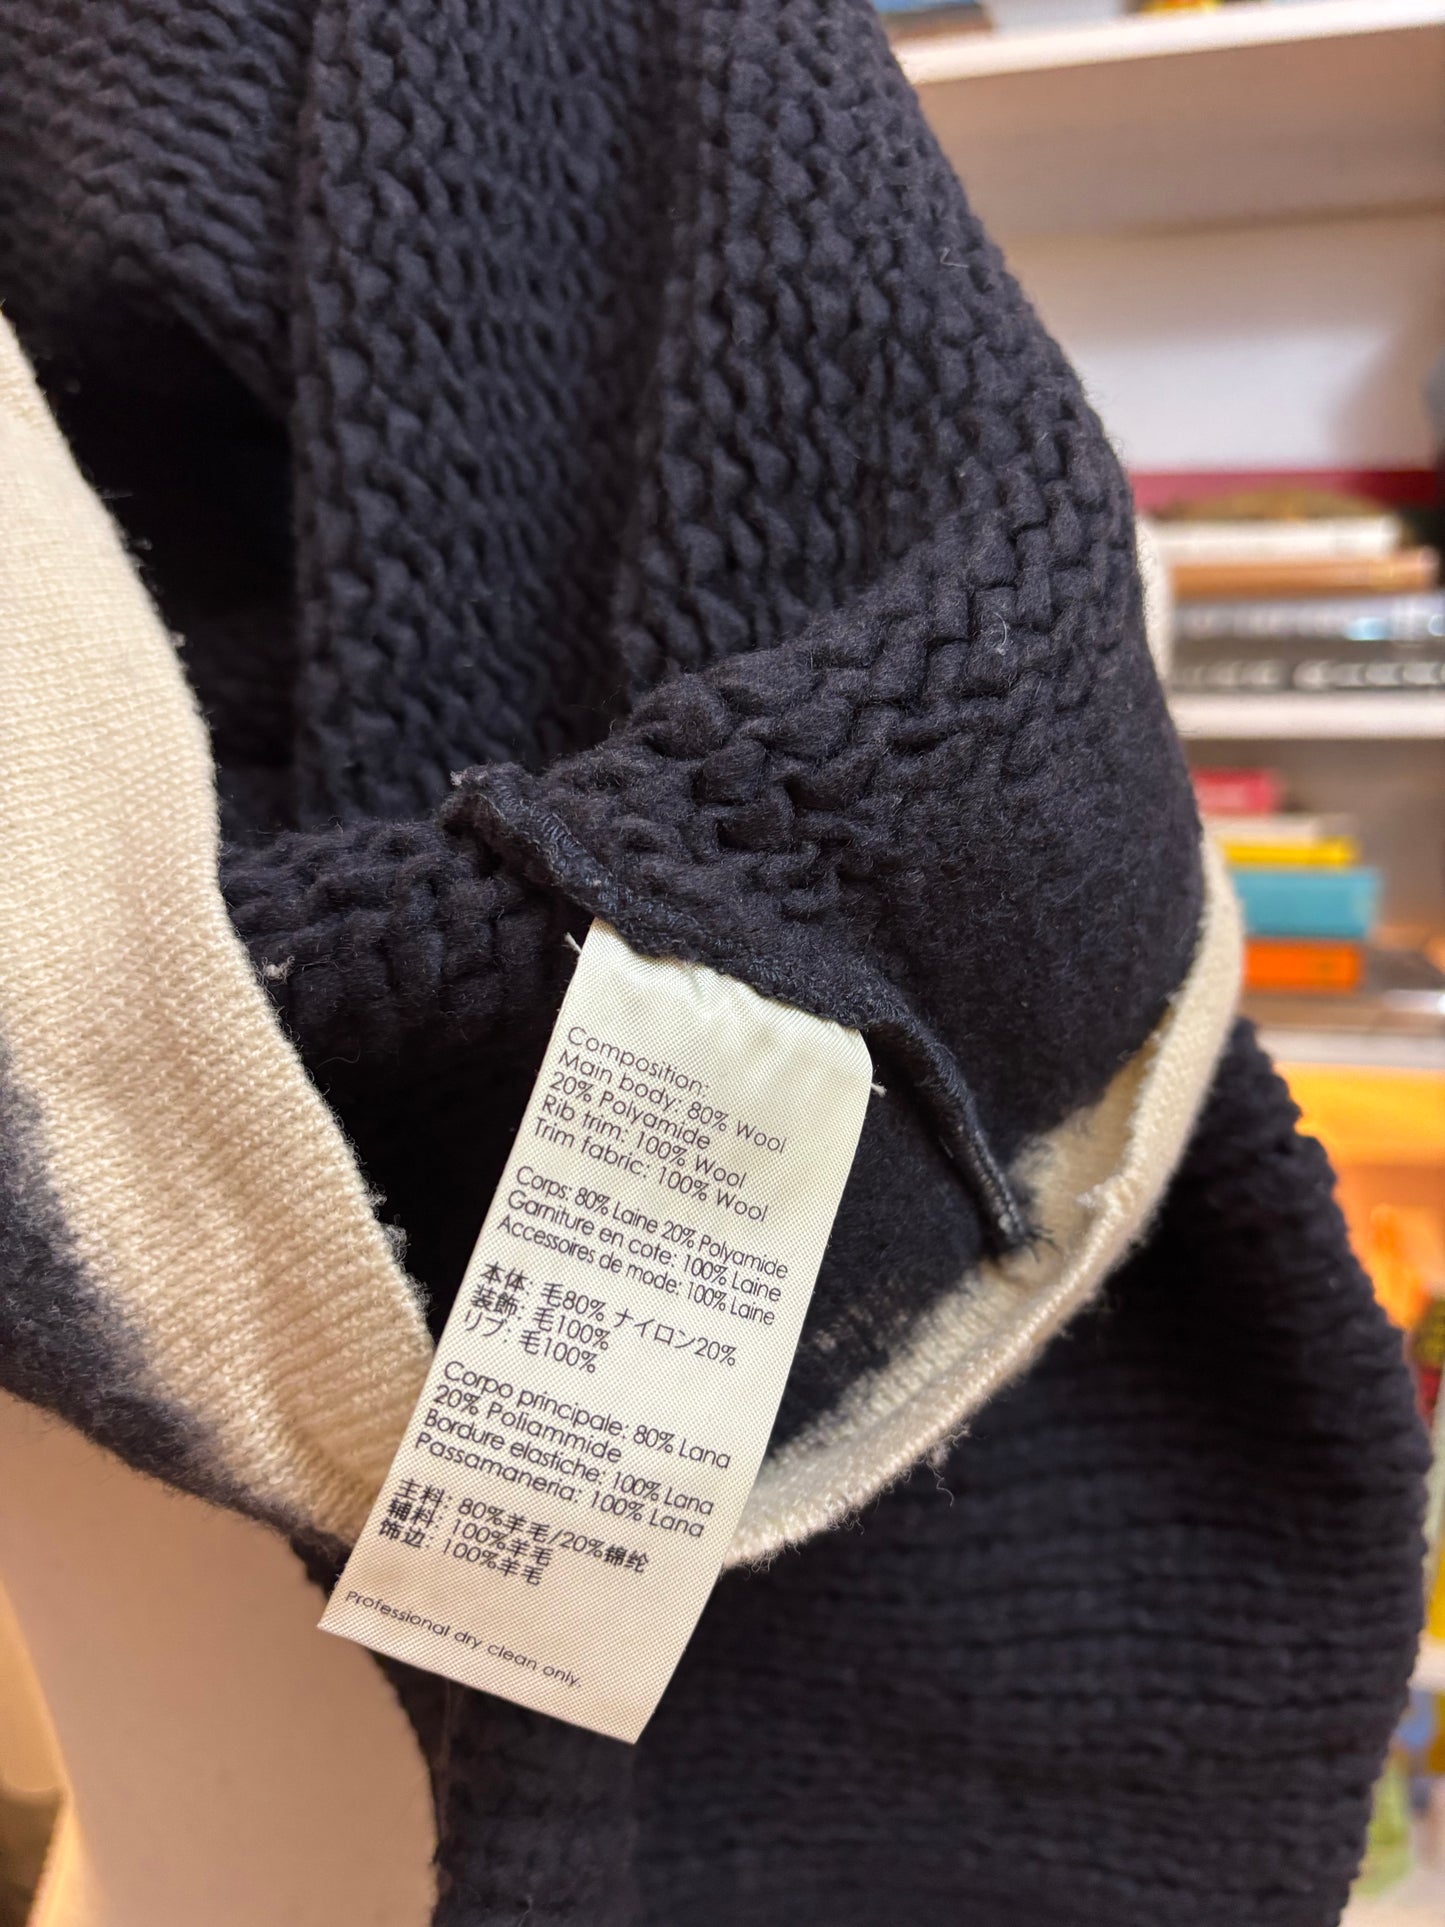 Composition:
Main body: 80% Wool
20% Polyamide
Rib trim: 100% Wool
Trim fabric: 100% Wool
Corps: 80% Laine 20% Polyamide
Garniture en cote: 100% Laine
Accessoires de mode: 100% Laine
本体: 毛80% ナイロン20%
装飾: 毛100%
リブ: 毛100%
Corpo principale: 80% Lana
20% Poliammide
Bordure elastiche: 100% Lana
Passamaneria: 100% Lana
主料: 80%羊毛/20%锦纶
辅料: 100%羊毛
饰边: 100%羊毛
Professional dry clean only.